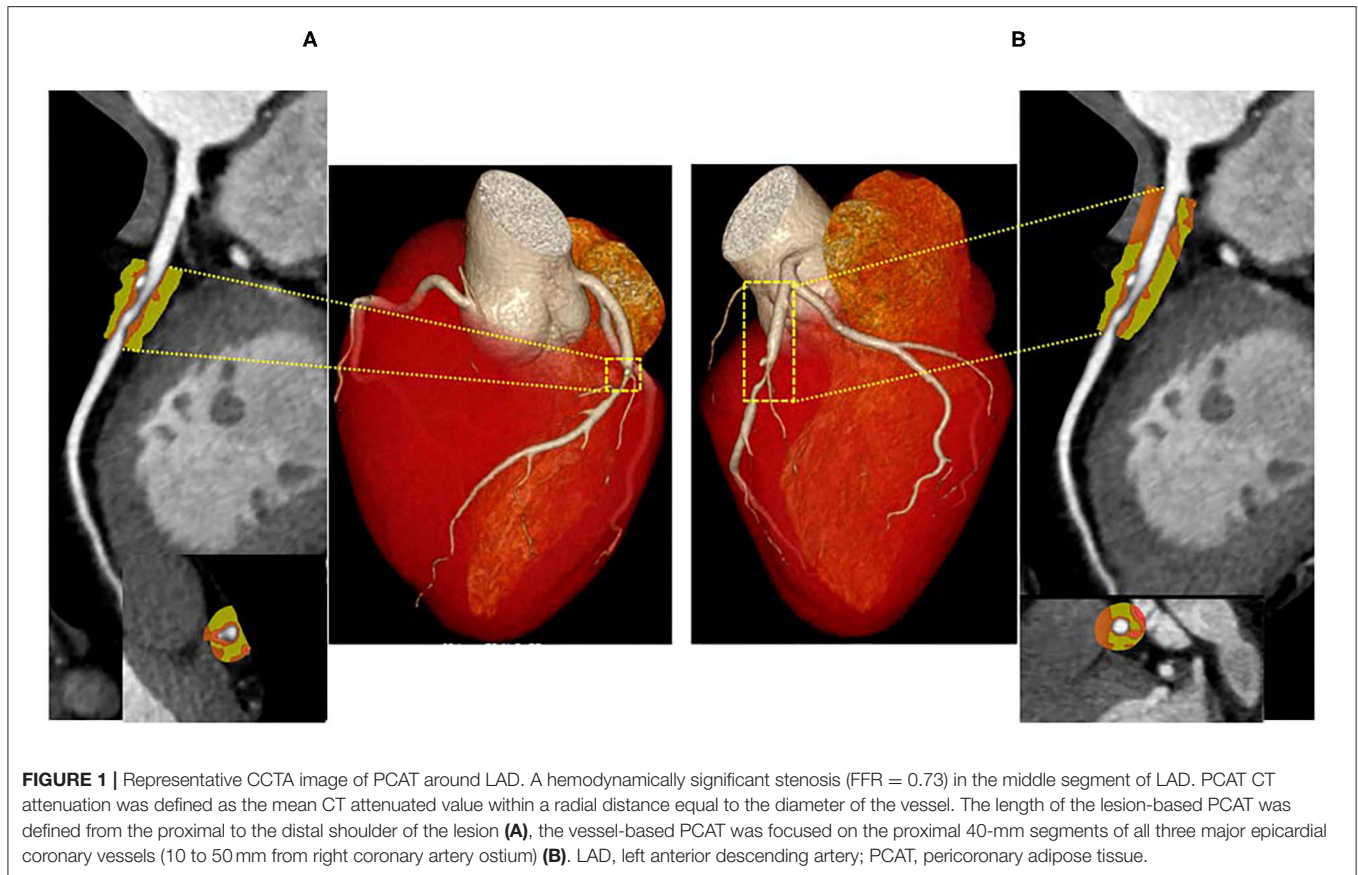 A
B
FIGURE 1 | Representative CCTA image of PCAT around LAD. A hemodynamically significant stenosis (FFR = 0.73) in the middle segment of LAD. PCAT CT
attenuation was defined as the mean CT attenuated value within a radial distance equal to the diameter of the vessel. The length of the lesion-based PCAT was
defined from the proximal to the distal shoulder of the lesion (A), the vessel-based PCAT was focused on the proximal 40-mm segments of all three major epicardial
coronary vessels (10 to 50 mm from right coronary artery ostium) (B). LAD, left anterior descending artery; PCAT, pericoronary adipose tissue.